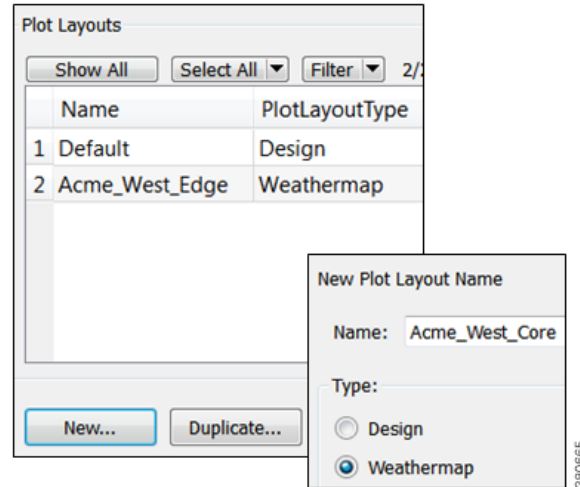 Plot Layouts
Show All Select All Filter 2/
Name PlotLayoutType
1 Default Design
2 Acme_West_Edge Weathermap
New... Duplicate...
New Plot Layout Name
Name: Acme_West_Core
Type:
Design
Weathermap